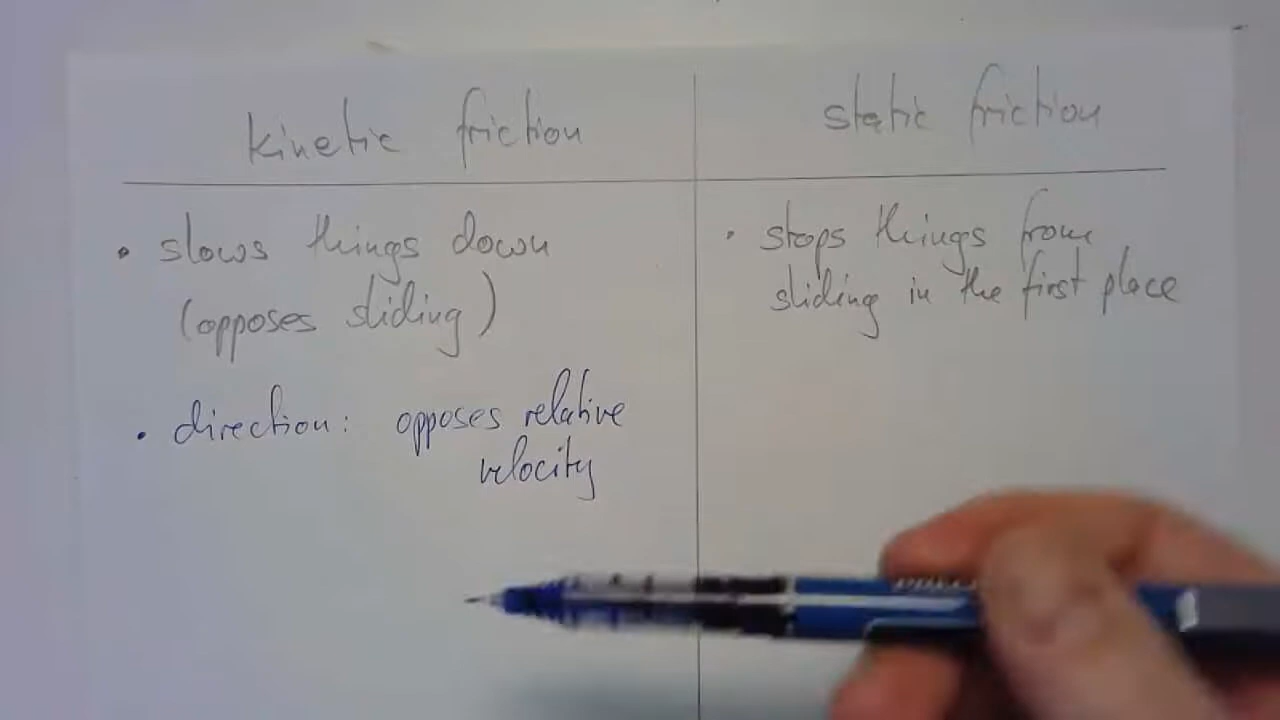 kinetic friction
static friction
• slows things down
(opposes sliding)
• direction: opposes relative
velocity
• stops things from
sliding in the first place